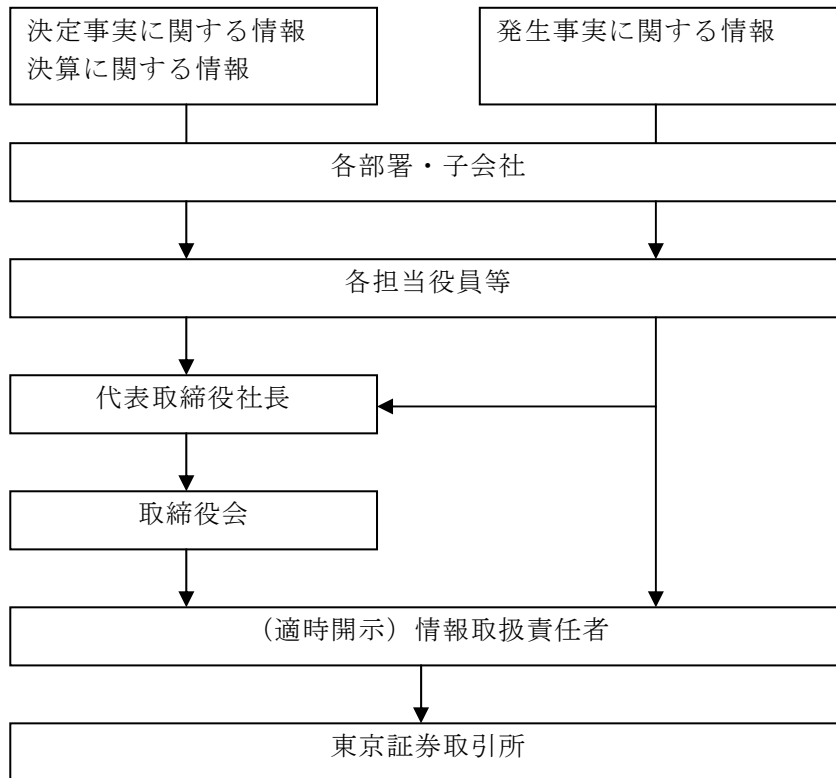 決定事実に関する情報
決算に関する情報
発生事実に関する情報
各部署・子会社
各担当役員等
代表取締役社長
取締役会
（適時開示）情報取扱責任者
東京証券取引所